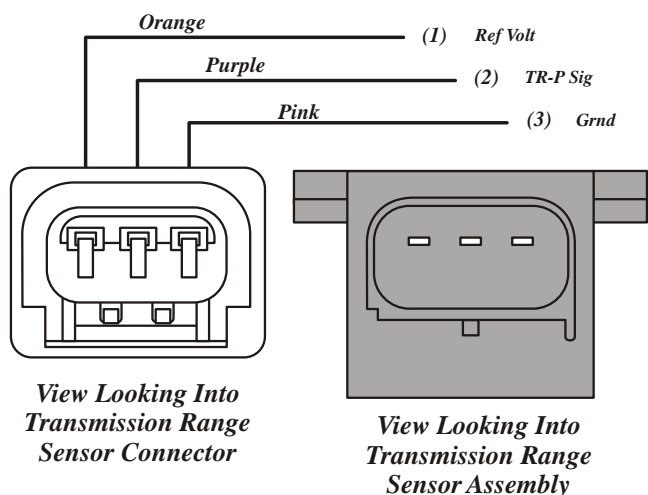 Orange
(1) Ref Volt
Purple
(2) TR-P Sig
Pink
(3) Grnd
View Looking Into
Transmission Range
Sensor Connector
View Looking Into
Transmission Range
Sensor Assembly